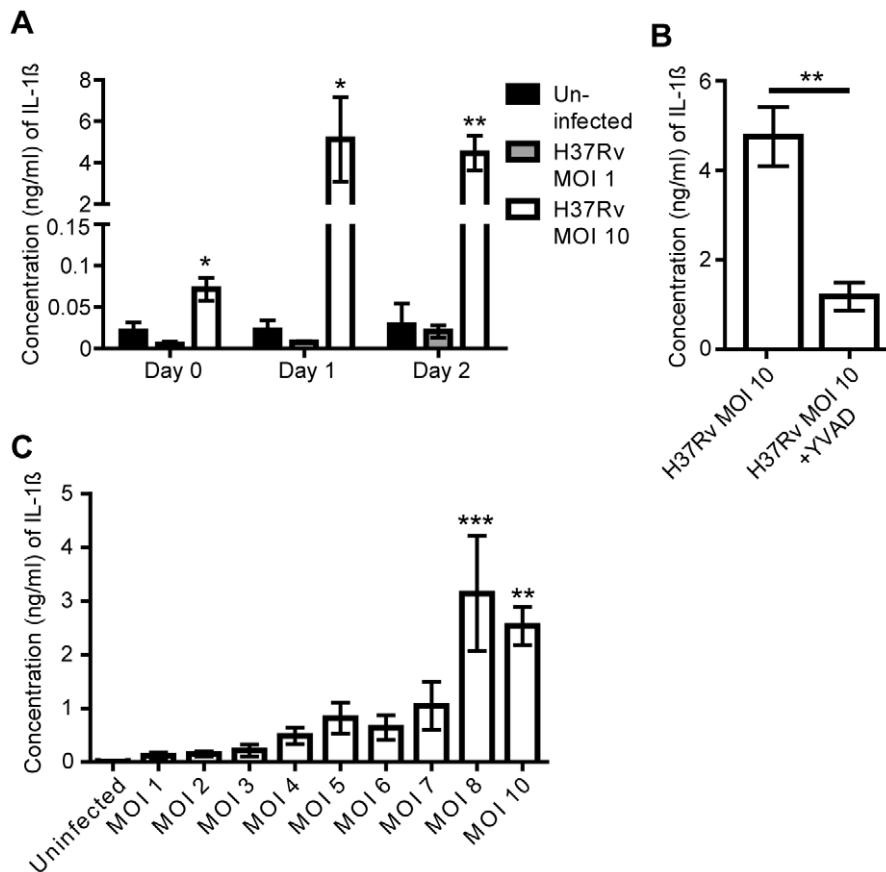 A
Concentration (ng/ml) of IL-1ß
8
6
4
2
0.15
0.1
0.05
0
*
*
**
Day 0
Day 1
Day 2
Un-
infected
H37Rv
MOI 1
H37Rv
MOI 10
B
Concentration (ng/ml) of IL-1ß
6
4
2
0
**
H37Rv MOI 10
H37Rv MOI 10
+YVAD
C
Concentration (ng/ml) of IL-1ß
5
4
3
2
1
0
***
**
Uninfected
MOI 1
MOI 2
MOI 3
MOI 4
MOI 5
MOI 6
MOI 7
MOI 8
MOI 10